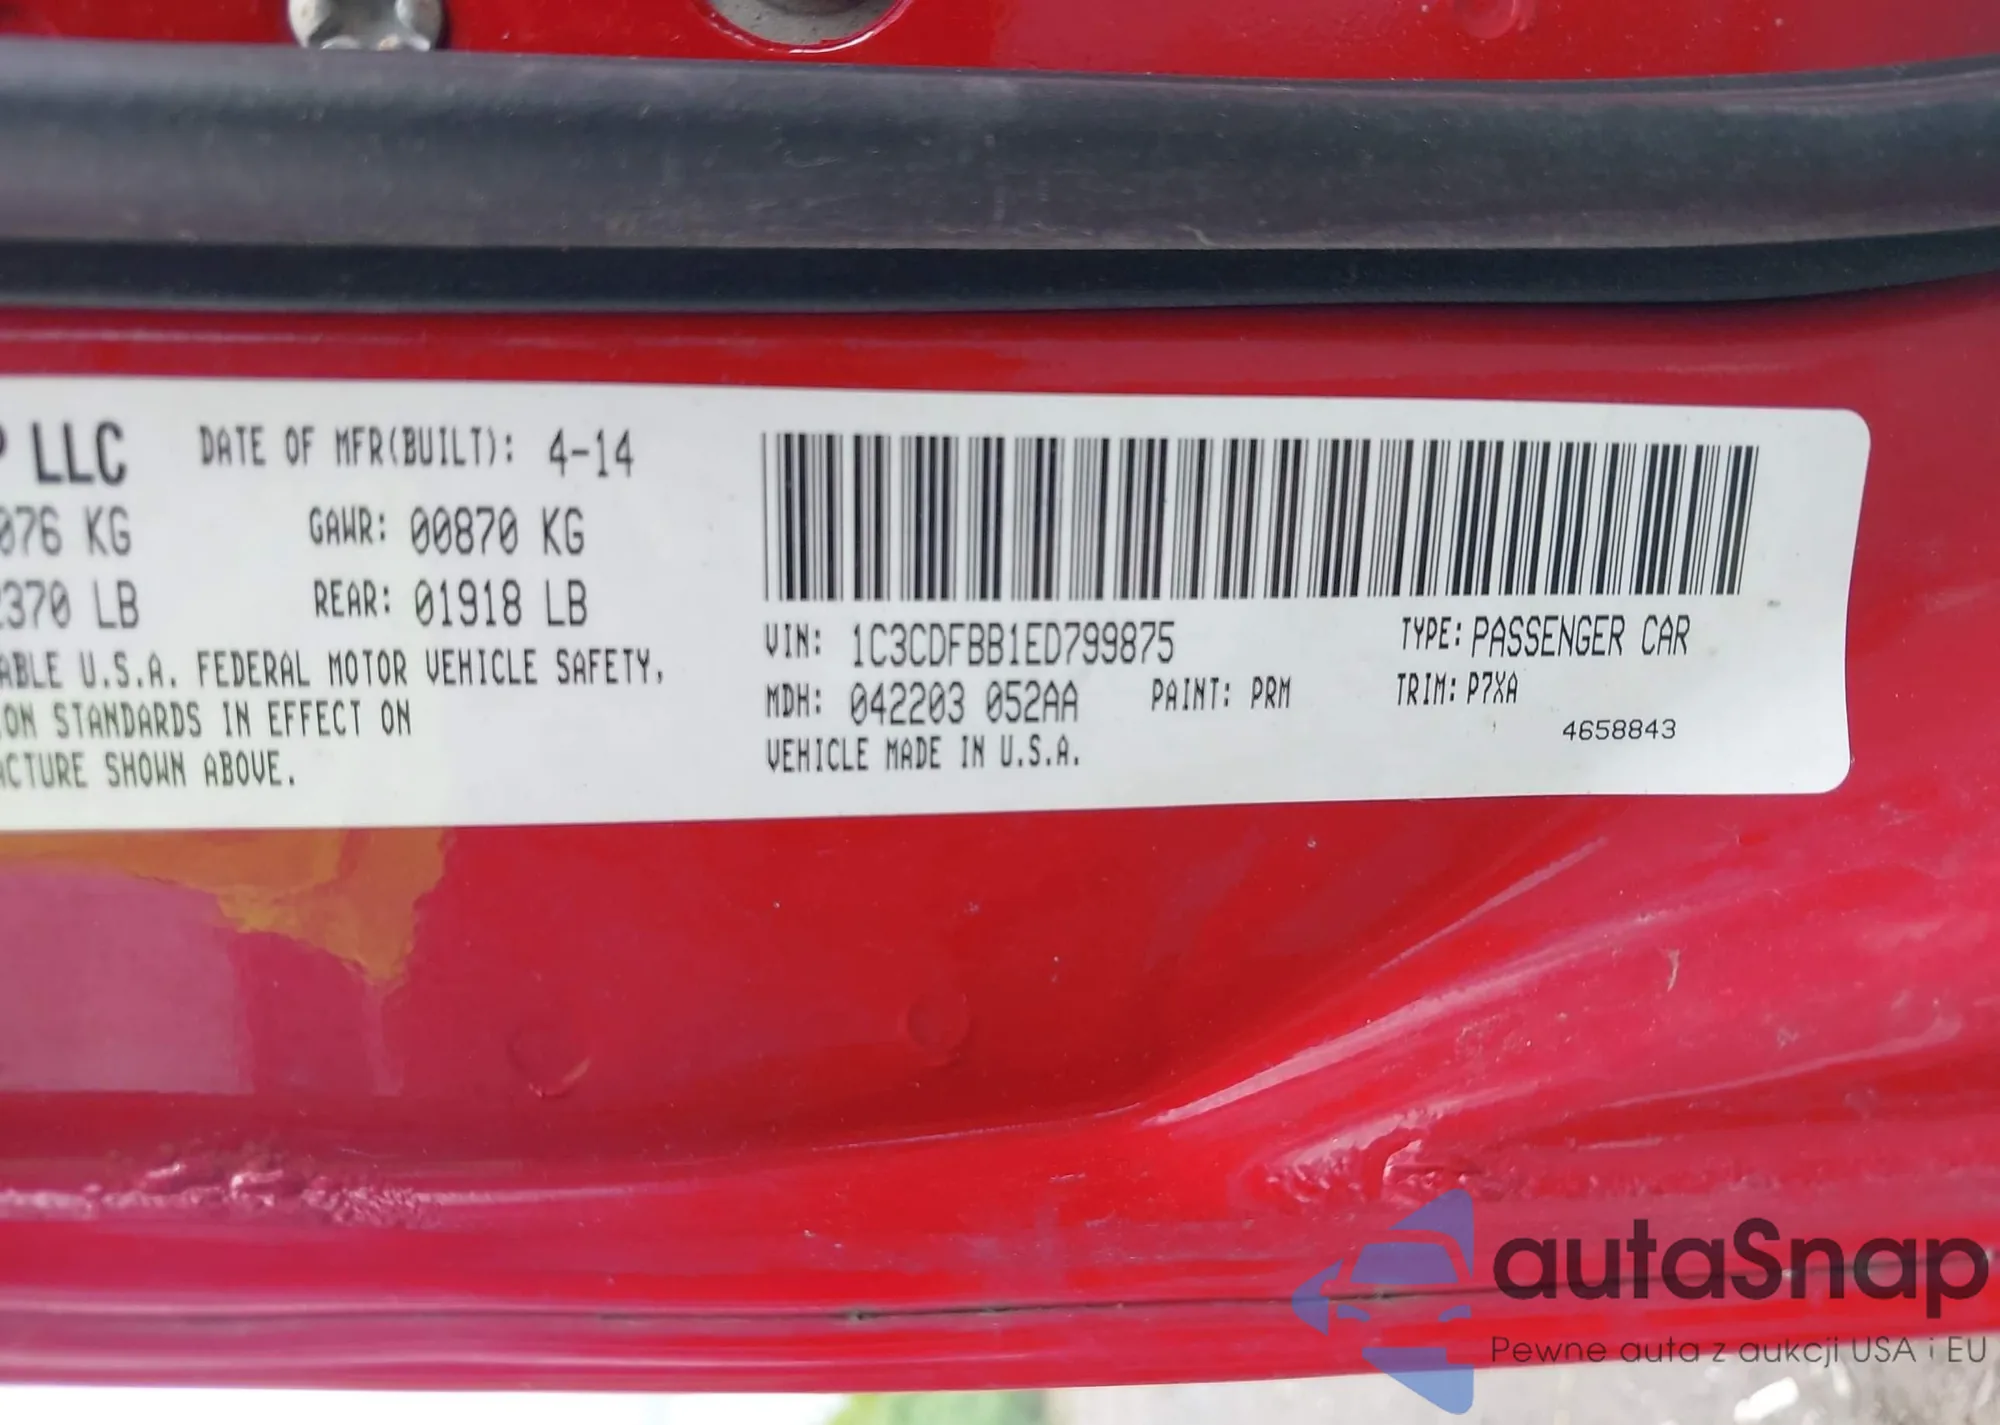 P LLC DATE OF MFR(BUILT): 4-14
076 KG GAWR: 00870 KG
2370 LB REAR: 01918 LB
ABLE U.S.A. FEDERAL MOTOR VEHICLE SAFETY,
ION STANDARDS IN EFFECT ON
ACTURE SHOWN ABOVE.
VIN: 1C3CDFBB1ED799875 TYPE: PASSENGER CAR
MDH: 042203 052AA PAINT: PRM TRIM: P7XA
VEHICLE MADE IN U.S.A. 4658843
autaSnap
Pewne auta z aukcji USA i EU